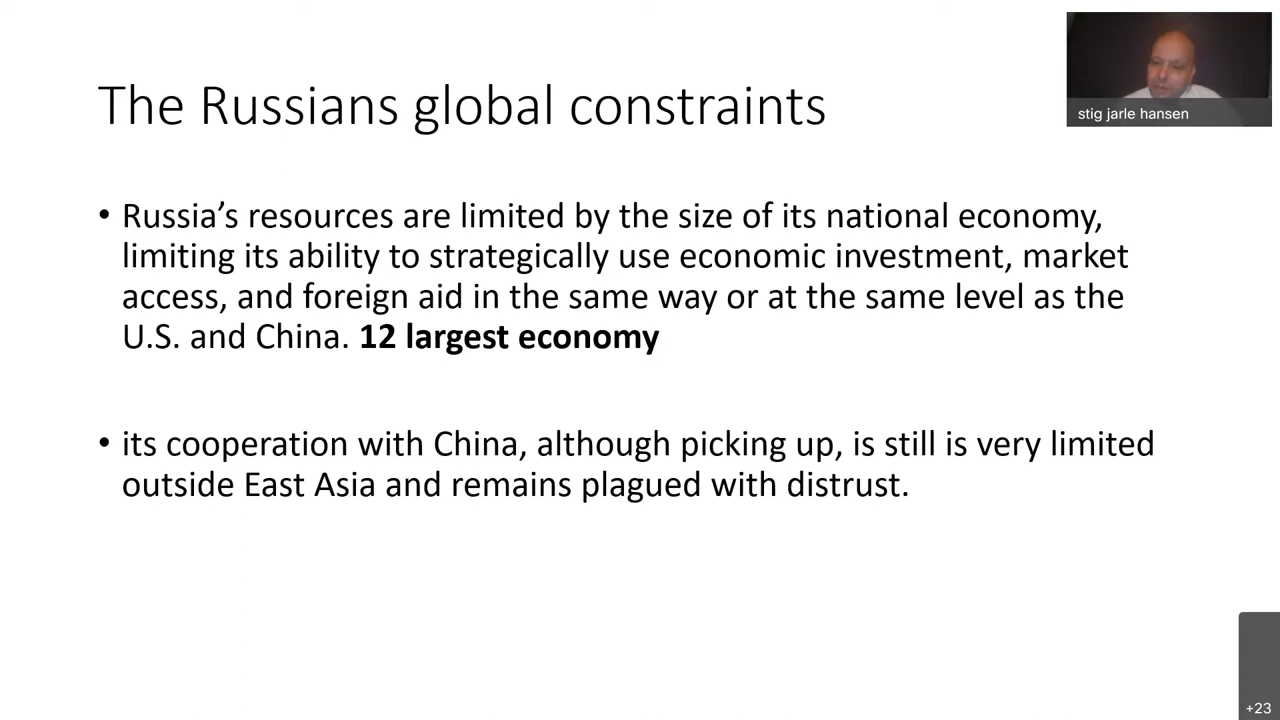 The Russians global constraints
stig jarle hansen
• Russia’s resources are limited by the size of its national economy,
limiting its ability to strategically use economic investment, market
access, and foreign aid in the same way or at the same level as the
U.S. and China. 12 largest economy
• its cooperation with China, although picking up, is still is very limited
outside East Asia and remains plagued with distrust.
+23